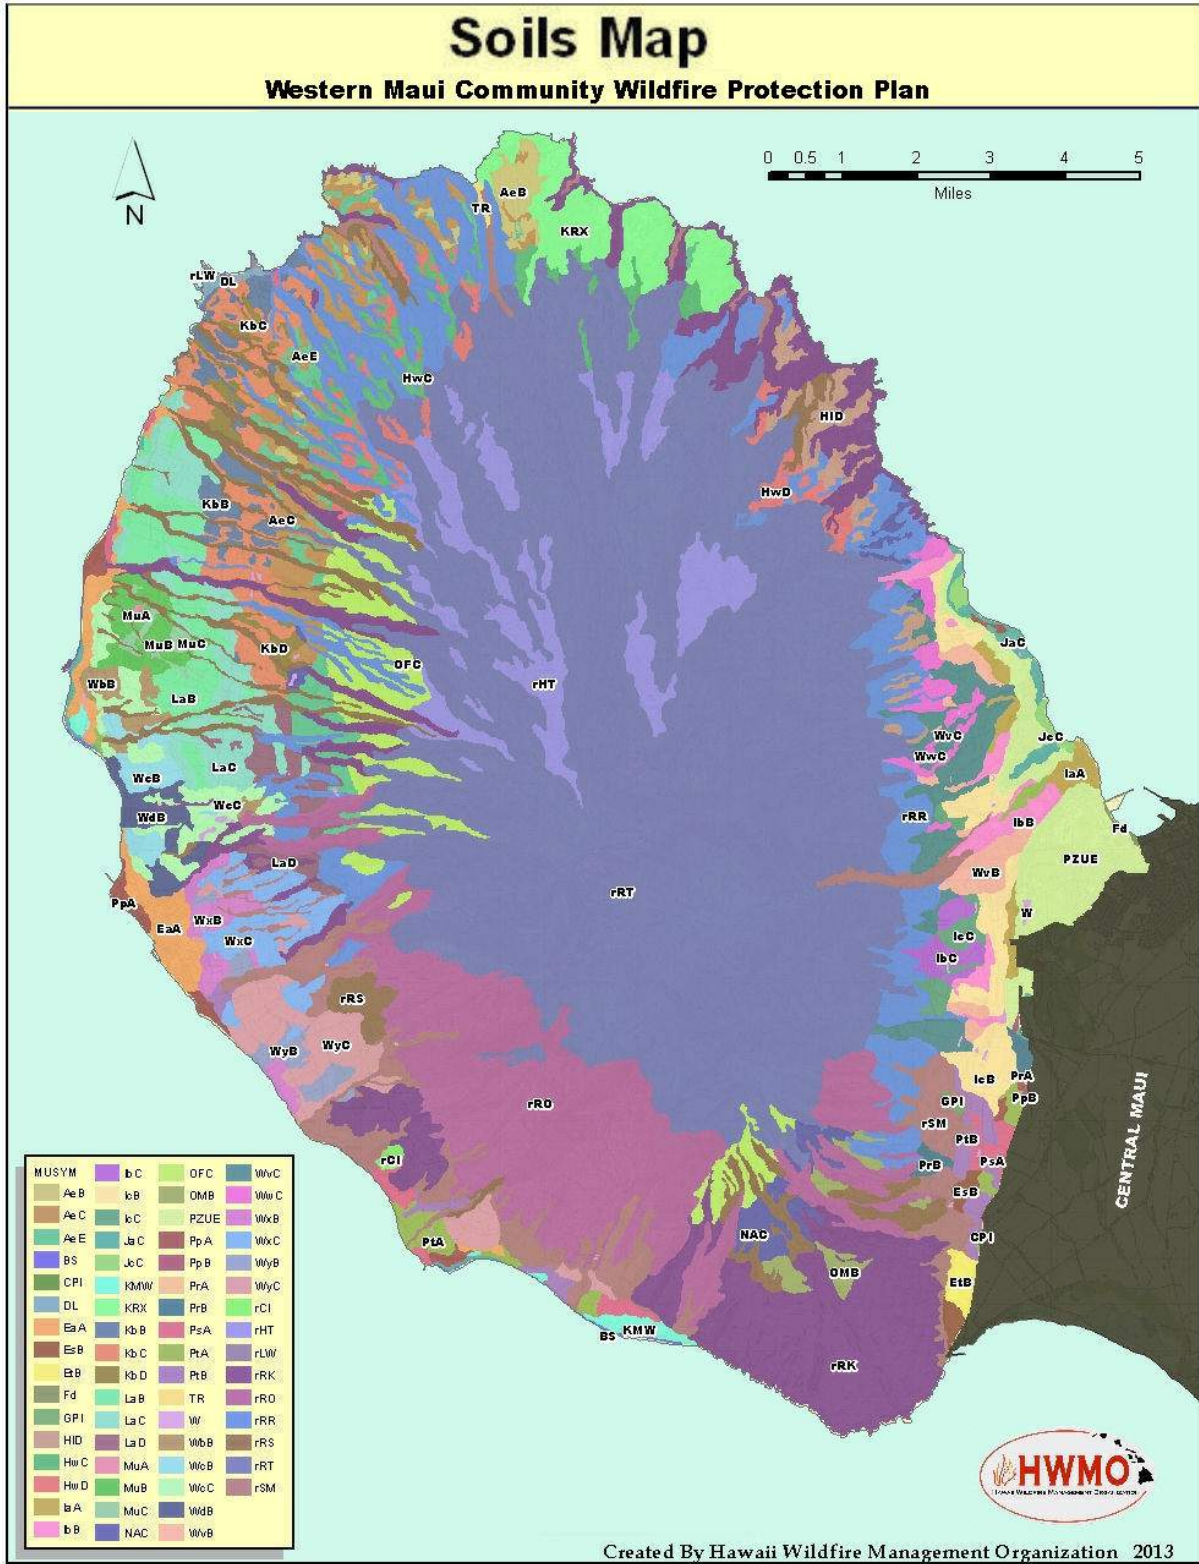 Soils Map
Western Maui Community Wildfire Protection Plan
N
0 0.5 1 2 3 4 5
Miles
AeB
TR
KRX
rLW
DL
KbC
AeE
HwC
HID
KbB
AeC
HwD
MuA
MuB MuC
KbD
JaC
OFC
WbB
LaB
rHT
WvC
JcC
WwC
WcB
LaC
IaA
WcC
WdB
rRR
IbB
Fd
PZUE
LaD
WvB
rRT
PpA
WxB
W
EaA
WxC
IcC
IbC
rRS
WyB
WyC
IcB
PrA
PpB
rRO
GPI
rSM
PtB
rCI
PrB
PsA
EsB
PtA
NAC
CPI
OMB
EtB
BS
KMW
rRK
CENTRAL MAUI
MUSYM
AeB
AeC
AeE
BS
CPI
DL
EaA
EsB
EtB
Fd
GPI
HID
HwC
HwD
IaA
IbB
IbC
IcB
IcC
JaC
JcC
KMW
KRX
KbB
KbC
KbD
LaB
LaC
LaD
MuA
MuB
MuC
NAC
OFC
OMB
PZUE
PpA
PpB
PrA
PrB
PsA
PtA
PtB
TR
W
WbB
WcB
WcC
WdB
WvB
WvC
WwC
WxB
WxC
WyB
WyC
rCI
rHT
rLW
rRK
rRO
rRR
rRS
rRT
rSM
HWMO
HAWAII WILDFIRE MANAGEMENT ORGANIZATION
Created By Hawaii Wildfire Management Organization 2013